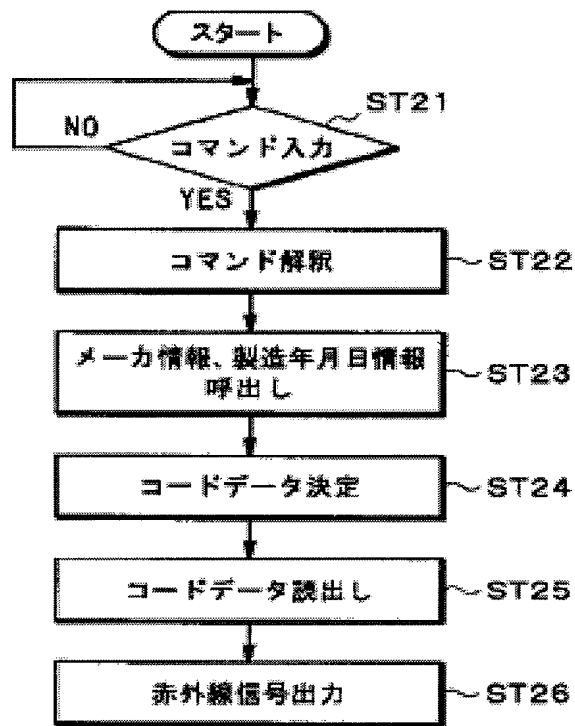 スタート
ST21
NO
コマンド入力
YES
コマンド解釈
ST22
メーカ情報、製造年月日情報
呼出し
ST23
コードデータ決定
ST24
コードデータ読出し
ST25
赤外線信号出力
ST26